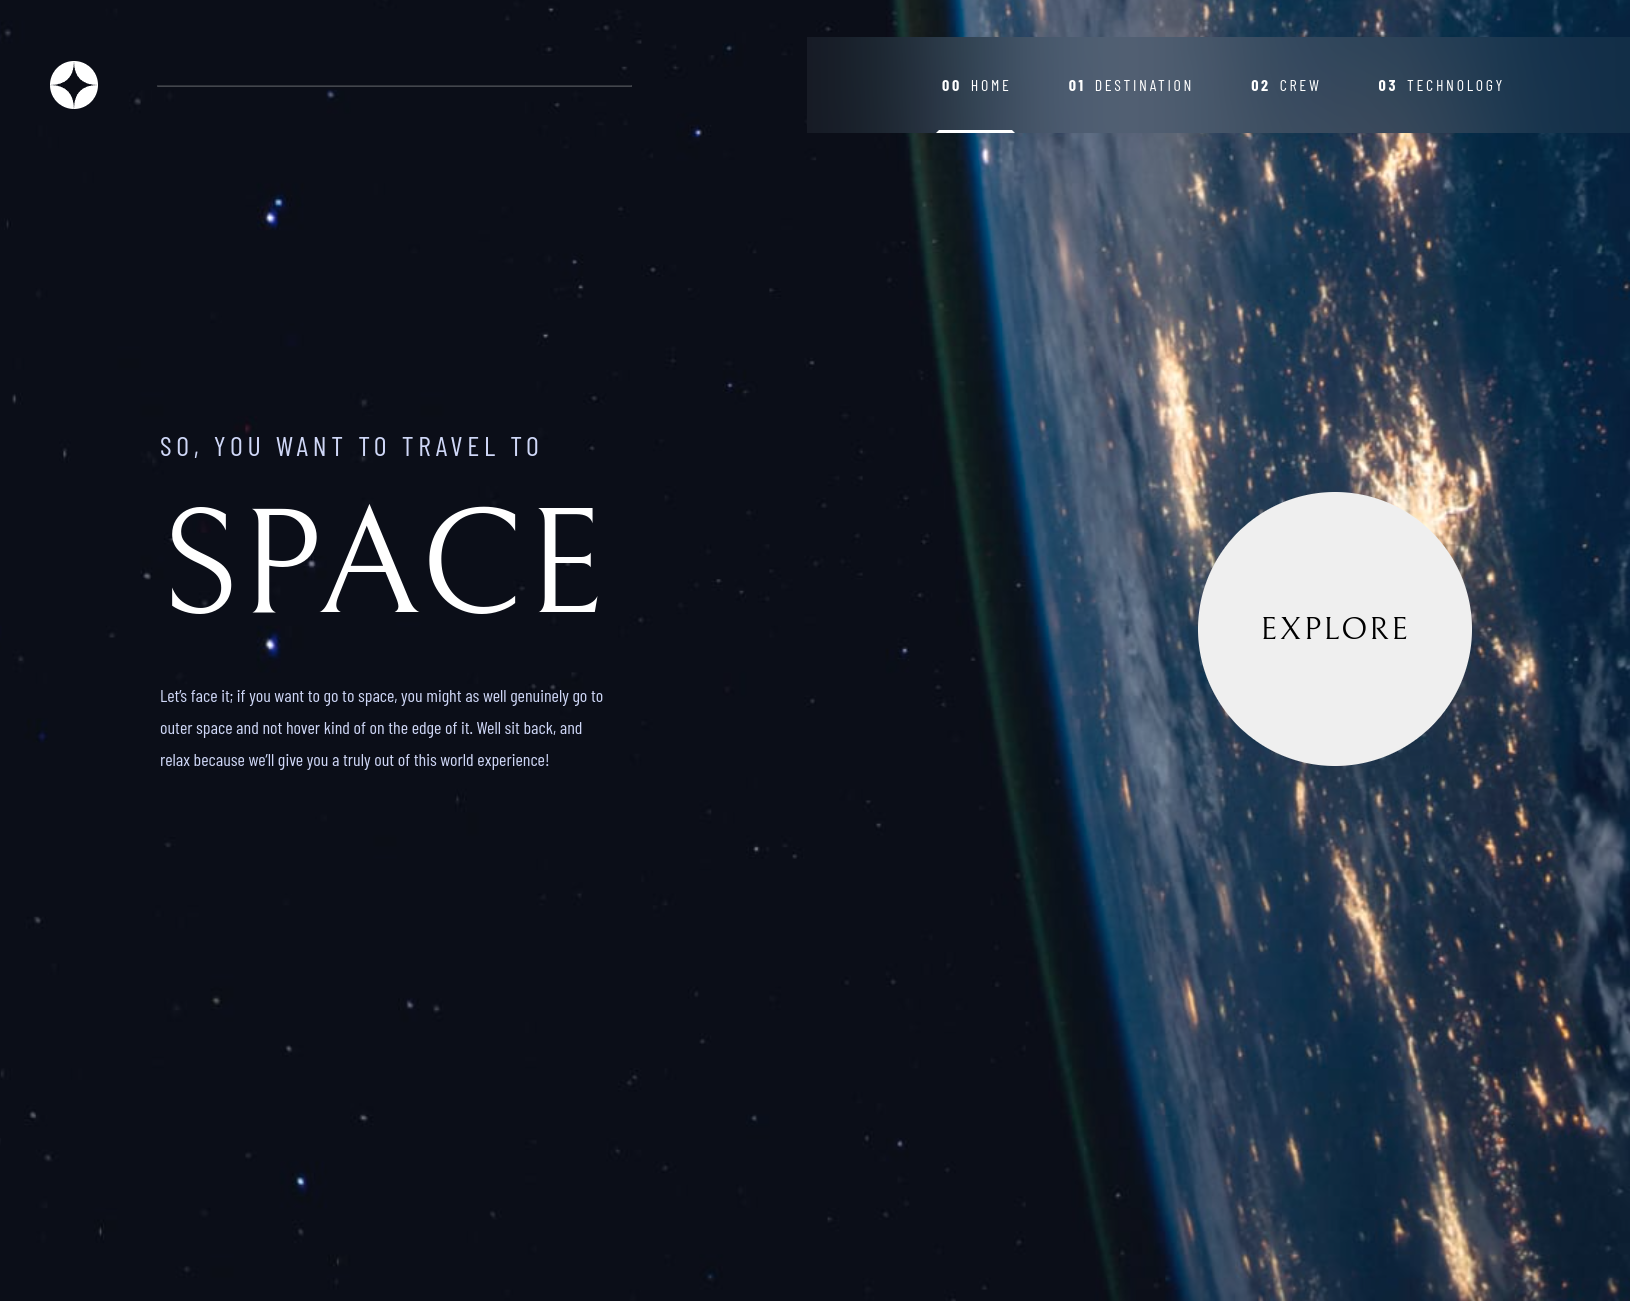 00 HOME 01 DESTINATION 02 CREW 03 TECHNOLOGY
SO, YOU WANT TO TRAVEL TO
SPACE
Let’s face it; if you want to go to space, you might as well genuinely go to
outer space and not hover kind of on the edge of it. Well sit back, and
relax because we’ll give you a truly out of this world experience!
EXPLORE